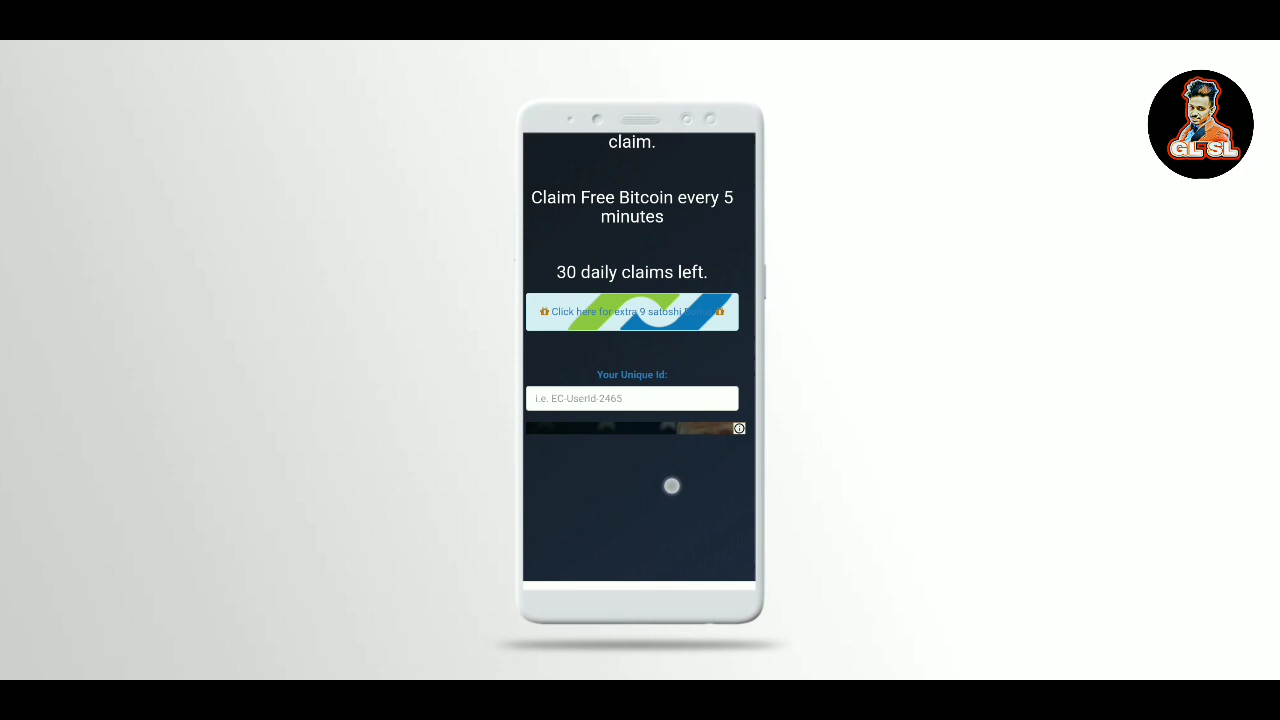 claim.
Claim Free Bitcoin every 5
minutes
30 daily claims left.
Click here for extra 9 satoshi Bonus
Your Unique Id:
i.e. EC-UserId-2465
GL SL